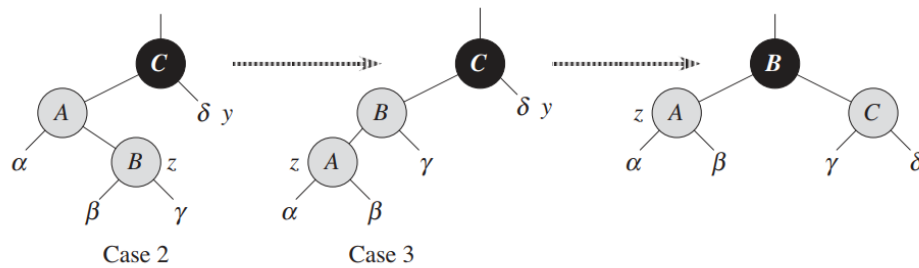 C C B
A δ y B δ y z A C
α B z z A γ α β γ δ
β γ α β
Case 2 Case 3